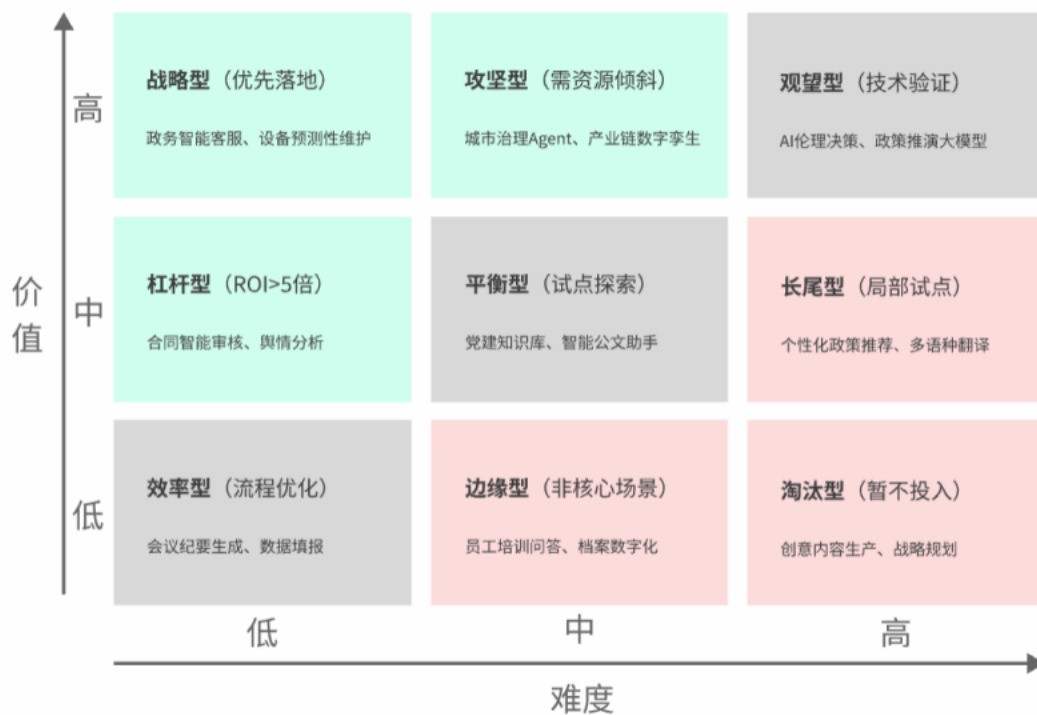 价
值
高
战略型（优先落地）
政务智能客服、设备预测性维护
攻坚型（需资源倾斜）
城市治理Agent、产业链数字孪生
观望型（技术验证）
AI伦理决策、政策推演大模型
中
杠杆型（ROI>5倍）
合同智能审核、舆情分析
平衡型（试点探索）
党建知识库、智能公文助手
长尾型（局部试点）
个性化政策推荐、多语种翻译
低
效率型（流程优化）
会议纪要生成、数据填报
边缘型（非核心场景）
员工培训问答、档案数字化
淘汰型（暂不投入）
创意内容生产、战略规划
低
中
高
难度